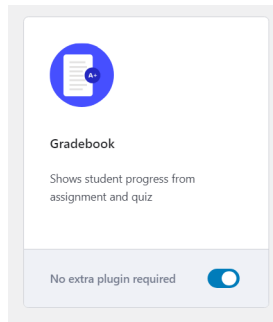 A+
Gradebook
Shows student progress from
assignment and quiz
No extra plugin required